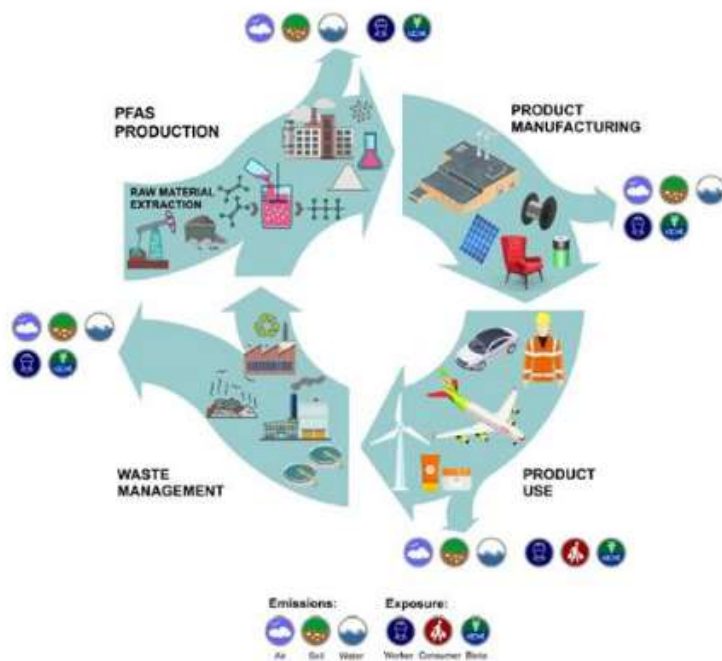 PFAS
PRODUCTION
PRODUCT
MANUFACTURING
RAW MATERIAL
EXTRACTION
WASTE
MANAGEMENT
PRODUCT
USE
Emissions:
Exposure:
Air
Soil
Water
Worker
Consumer
Biota